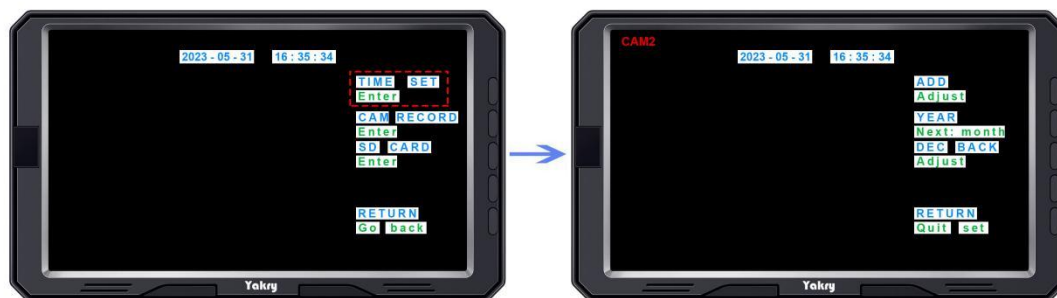 2023 - 05 - 31 16 : 35 : 34
TIME SET
Enter
CAM RECORD
Enter
SD CARD
Enter
RETURN
Go back
Yakry
CAM2
2023 - 05 - 31 16 : 35 : 34
ADD
Adjust
YEAR
Next: month
DEC BACK
Adjust
RETURN
Quit set
Yakry